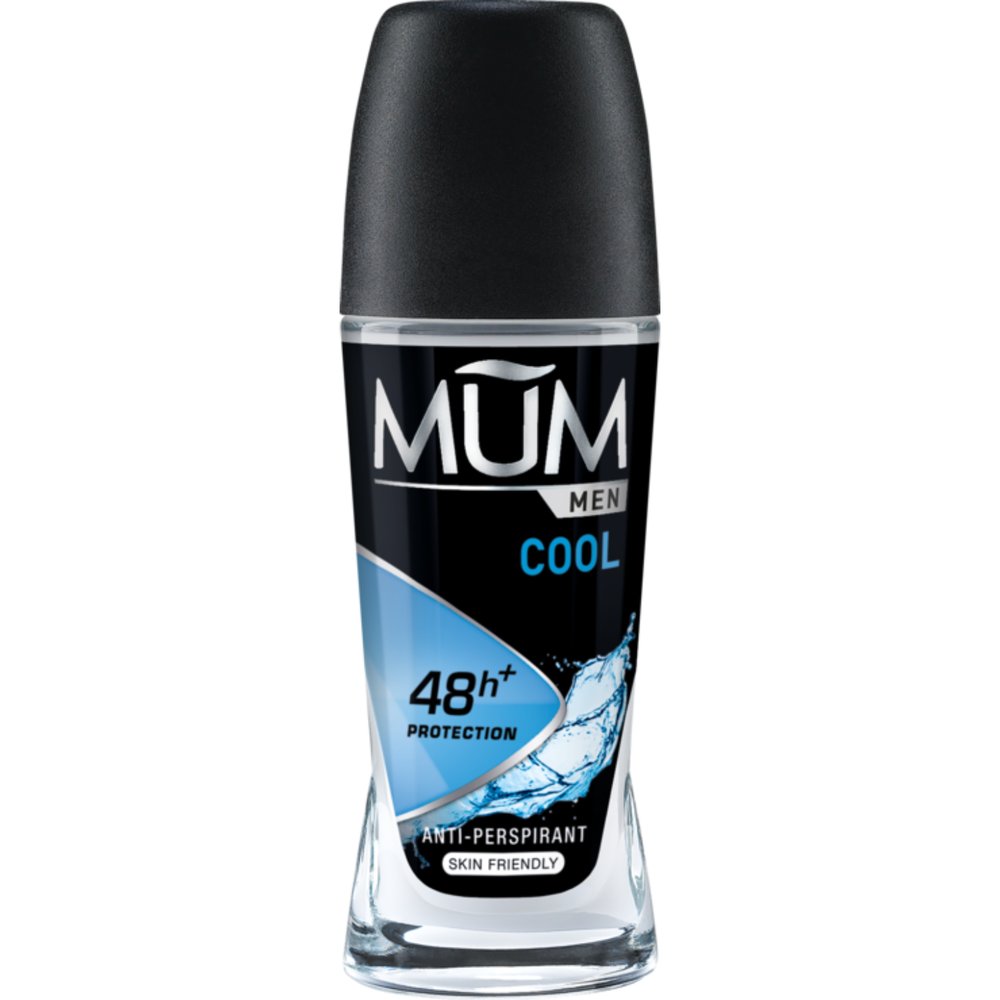 MUM
MEN
COOL
48h+
PROTECTION
ANTI-PERSPIRANT
SKIN FRIENDLY